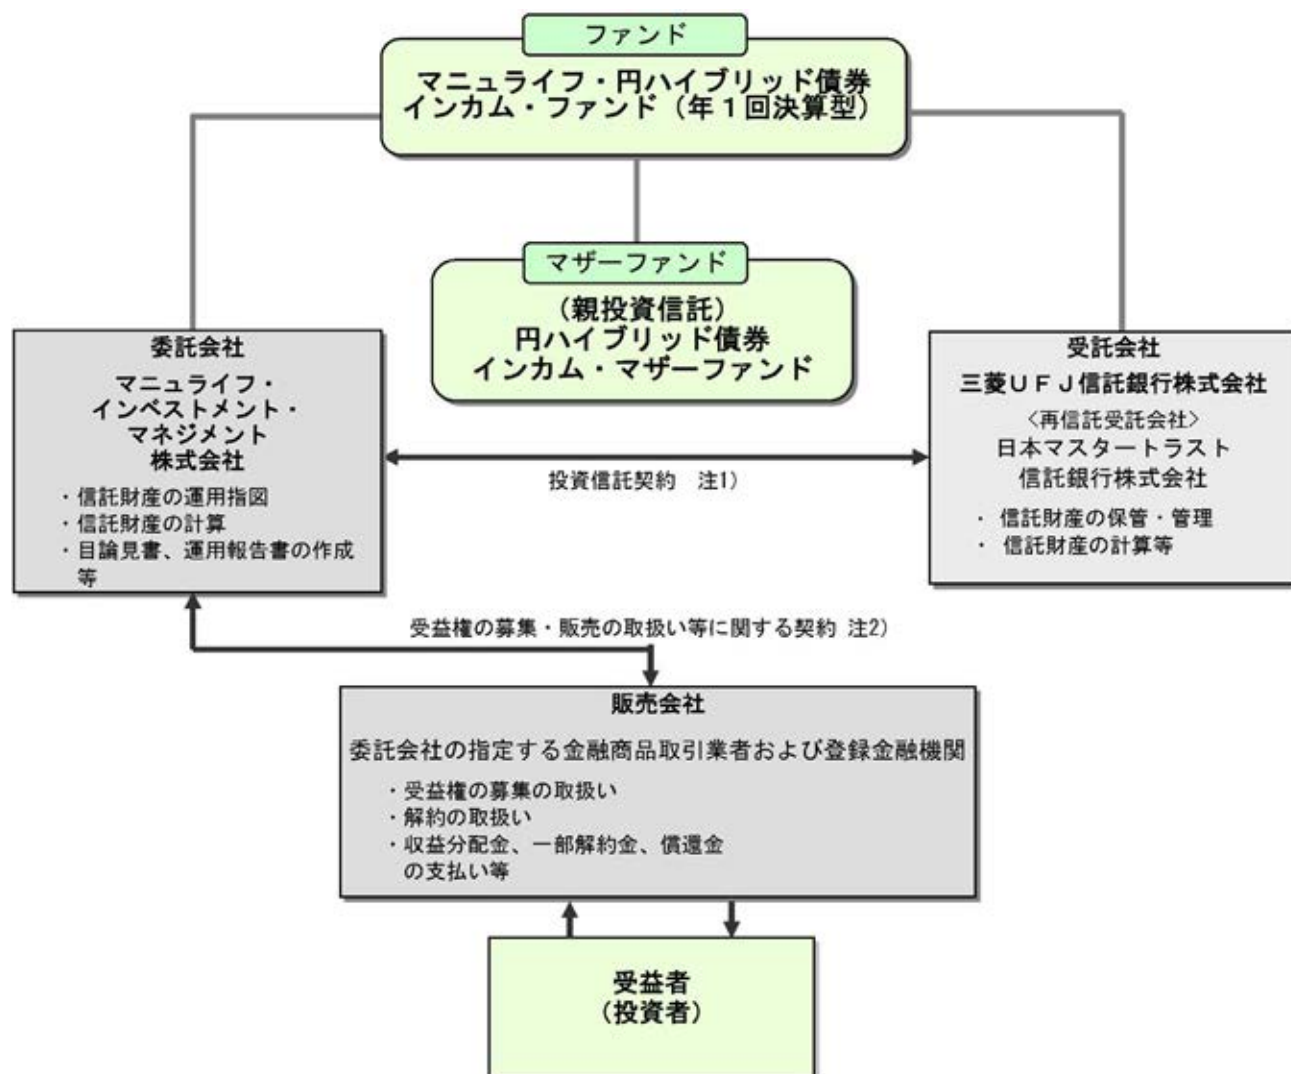 ファンド
マニュライフ・円ハイブリッド債券
インカム・ファンド（年１回決算型）
マザーファンド
（親投資信託）
円ハイブリッド債券
インカム・マザーファンド
委託会社
マニュライフ・
インベストメント・
マネジメント
株式会社
・信託財産の運用指図
・信託財産の計算
・目論見書、運用報告書の作成
等
受託会社
三菱ＵＦＪ信託銀行株式会社
〈再信託受託会社〉
日本マスタートラスト
信託銀行株式会社
・ 信託財産の保管・管理
・ 信託財産の計算等
投資信託契約　注1）
受益権の募集・販売の取扱い等に関する契約 注2）
販売会社
委託会社の指定する金融商品取引業者および登録金融機関
・受益権の募集の取扱い
・解約の取扱い
・収益分配金、一部解約金、償還金
の支払い等
受益者
（投資者）